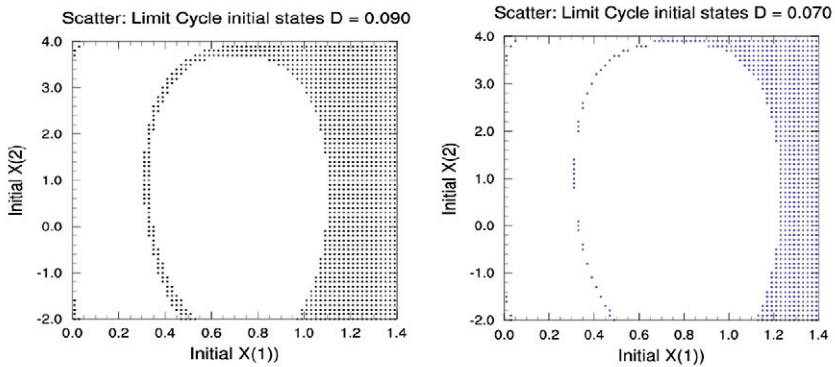 Scatter: Limit Cycle initial states D = 0.090
4.0
3.0
2.0
1.0
0.0
-1.0
-2.0
Initial X(2)
0.0 0.2 0.4 0.6 0.8 1.0 1.2 1.4
Initial X(1))
Scatter: Limit Cycle initial states D = 0.070
4.0
3.0
2.0
1.0
0.0
-1.0
-2.0
Initial X(2)
0.0 0.2 0.4 0.6 0.8 1.0 1.2 1.4
Initial X(1))